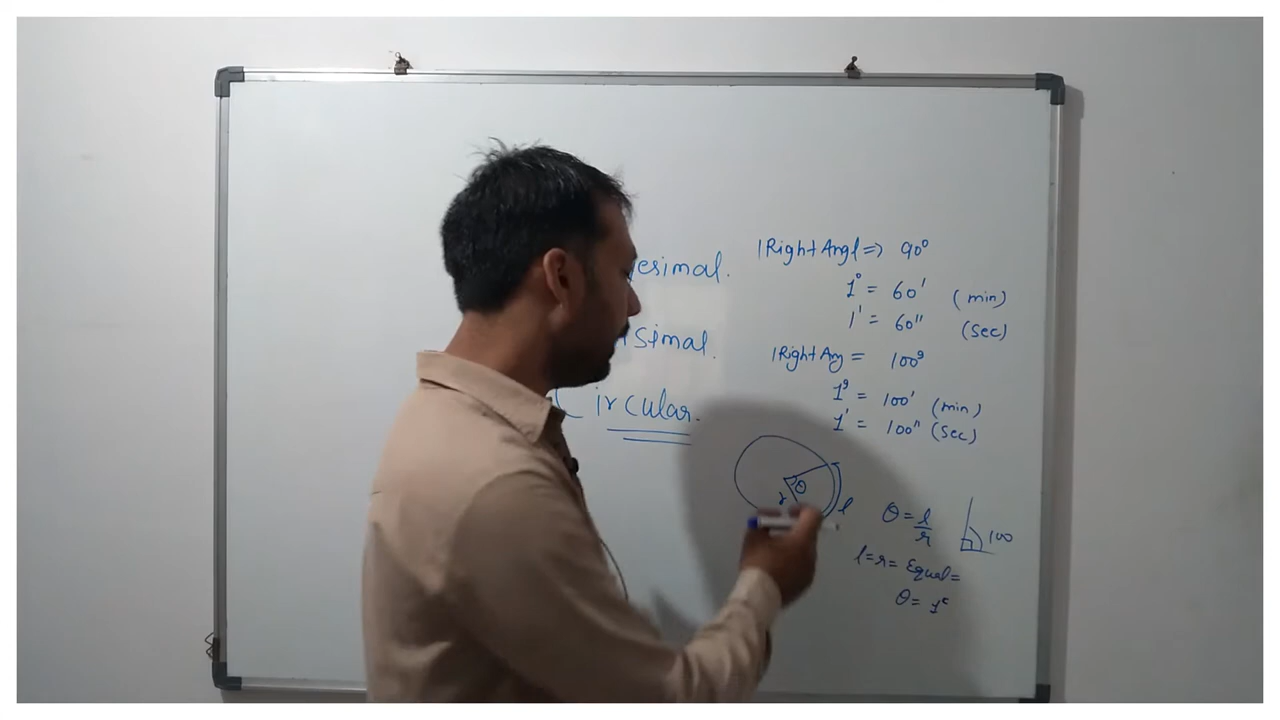 esimal.
simal.
Circular.
1 Right Angl => 90°
1° = 60' (min)
1' = 60" (sec)
1 Right Ang = 100ᵍ
1ᵍ = 100' (min)
1' = 100" (Sec)
θ
r
l
θ = l/r
100
l = r = Equal =
θ = 1ᶜ